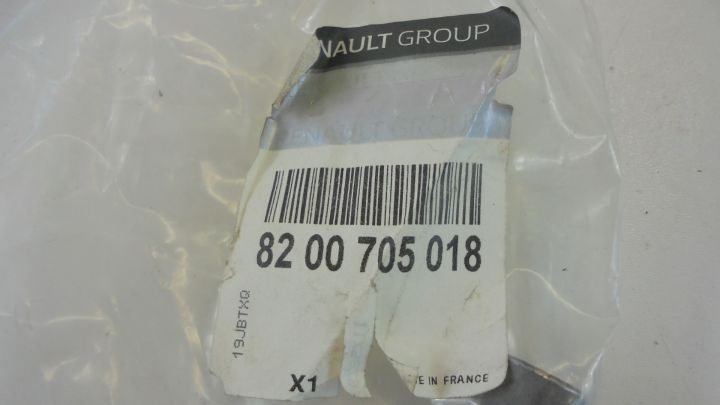 NAULT GROUP
82 00 705 018
19JBTXQ
X1
E IN FRANCE